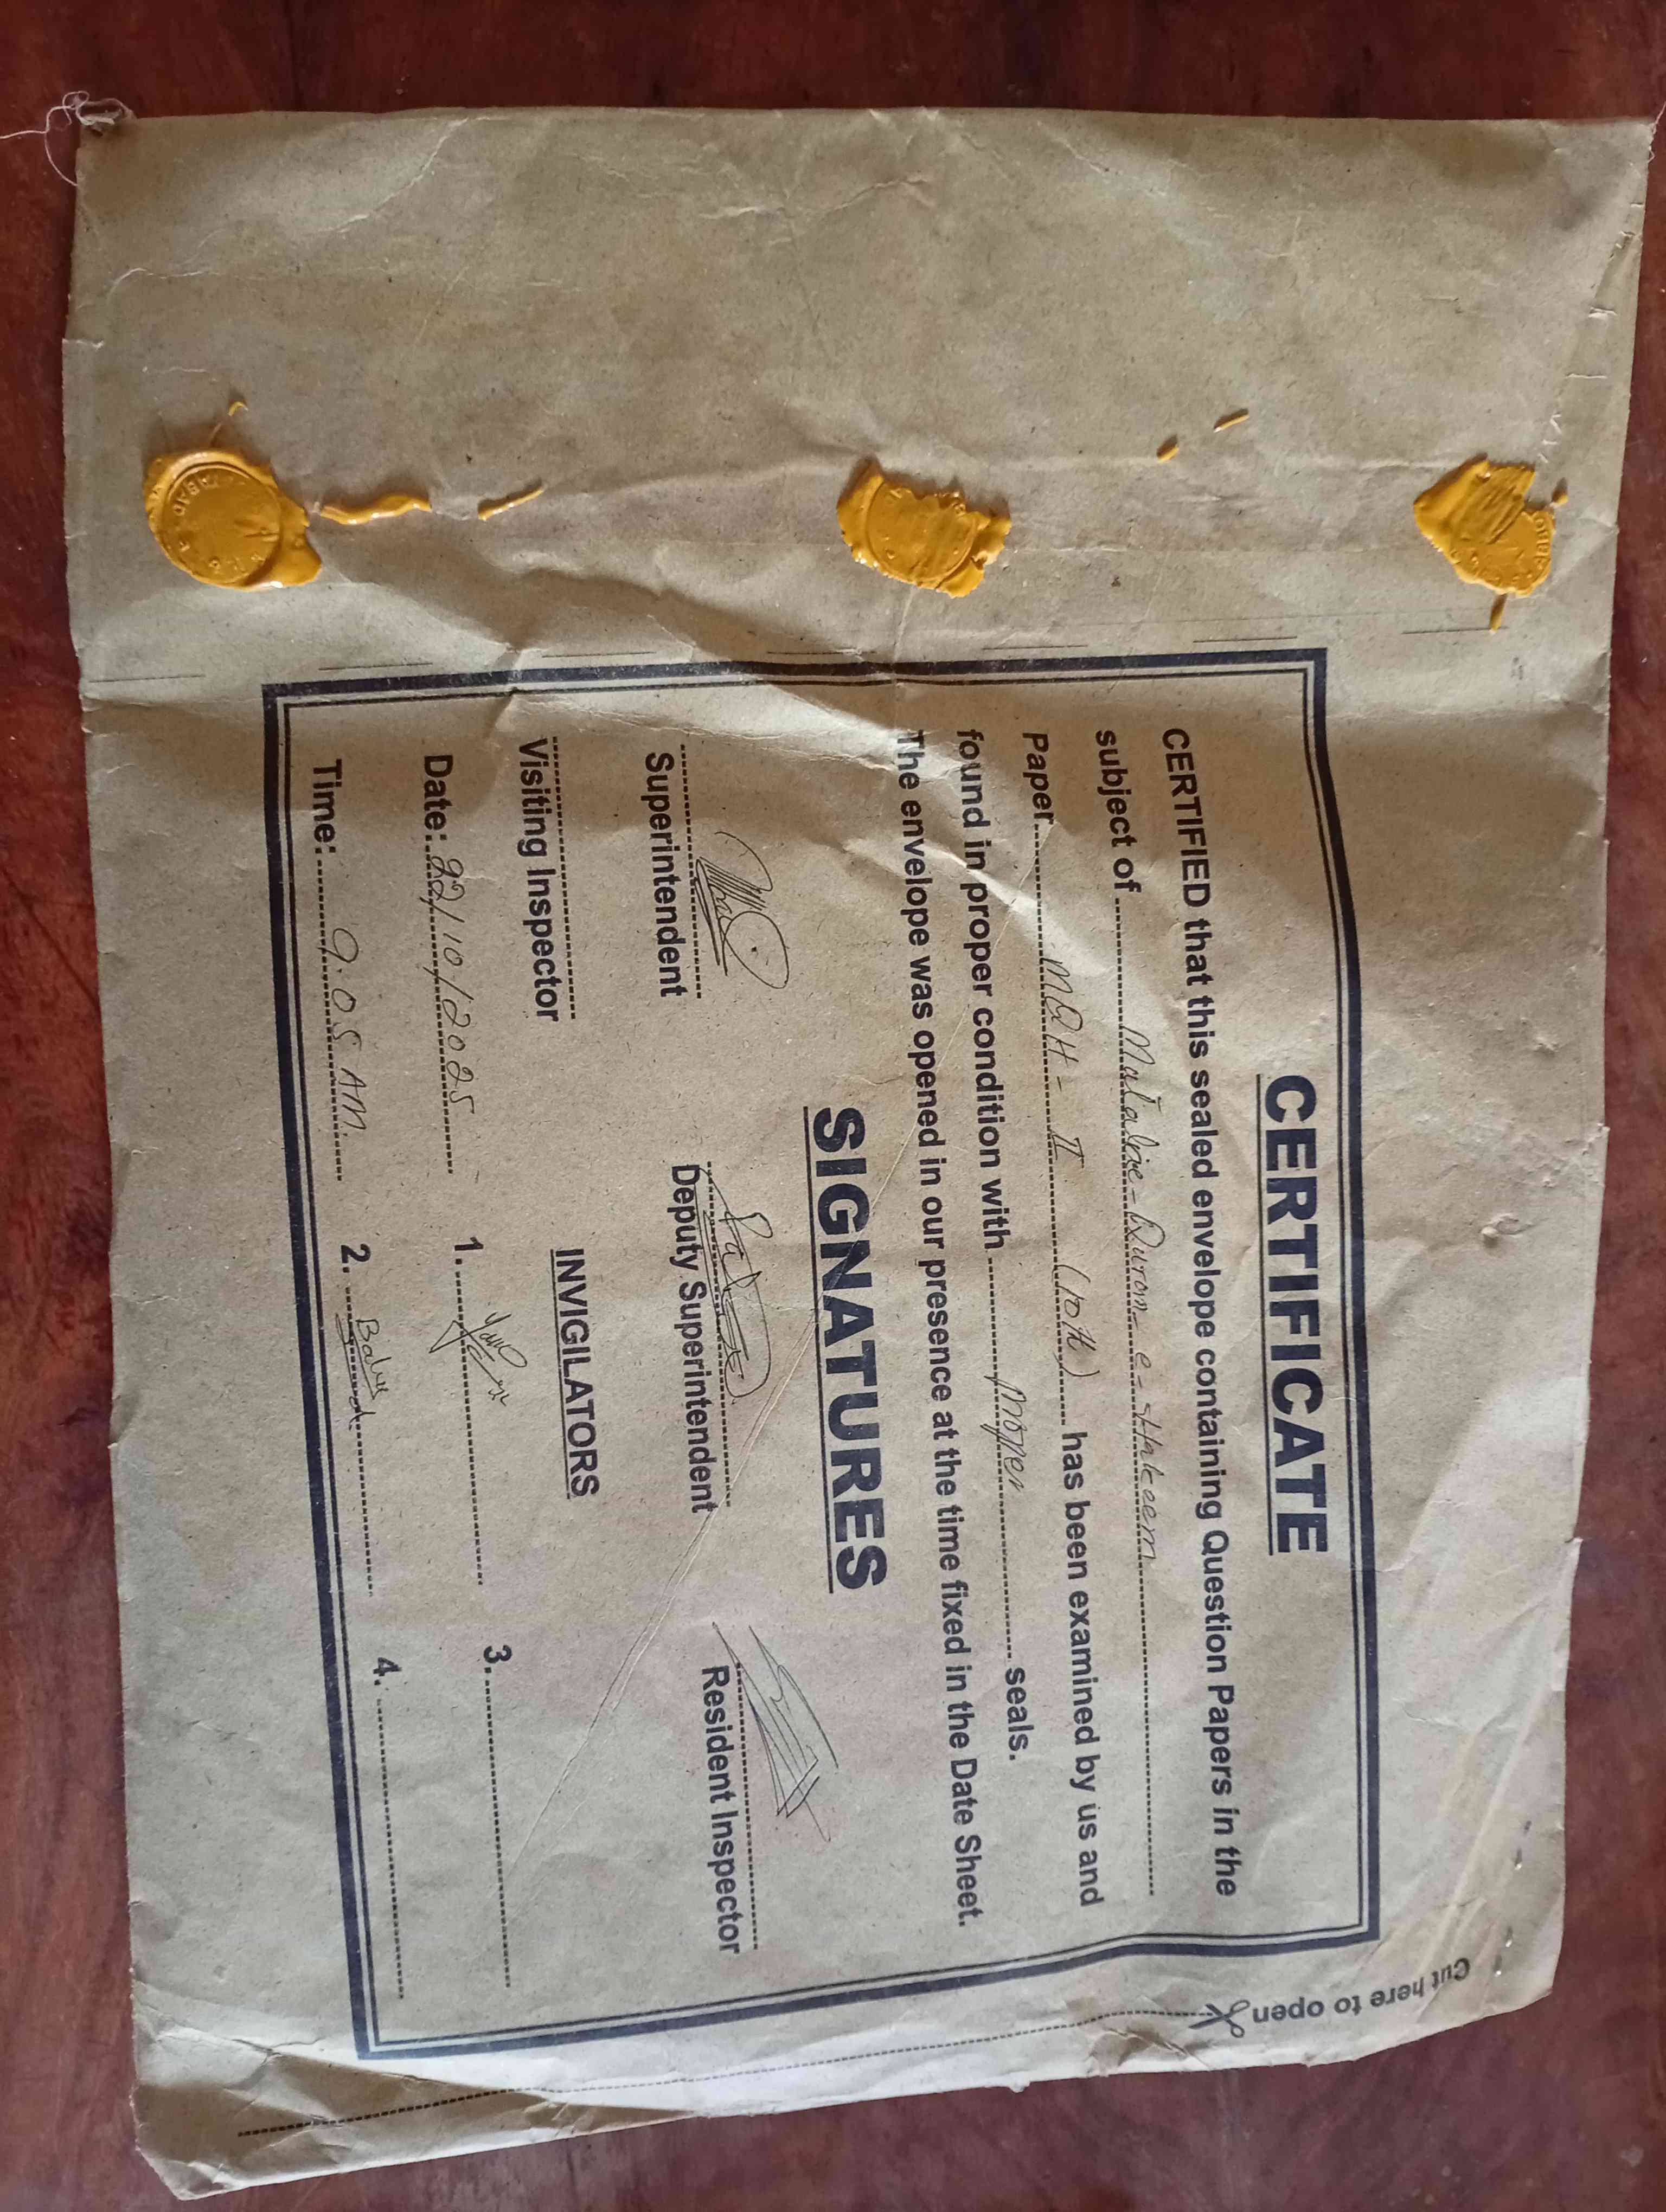 CERTIFICATE
CERTIFIED that this sealed envelope containing Question Papers in the
subject of Mutalae-Quran-e-Hakeem
Paper MQH - II (10th) has been examined by us and
found in proper condition with proper seals.
The envelope was opened in our presence at the time fixed in the Date Sheet.
SIGNATURES
Superintendent
Deputy Superintendent
Resident Inspector
Visiting Inspector
INVIGILATORS
Date: 22/10/2025
1.
3.
Time: 9.05 AM.
2.
4.
Cut here to open